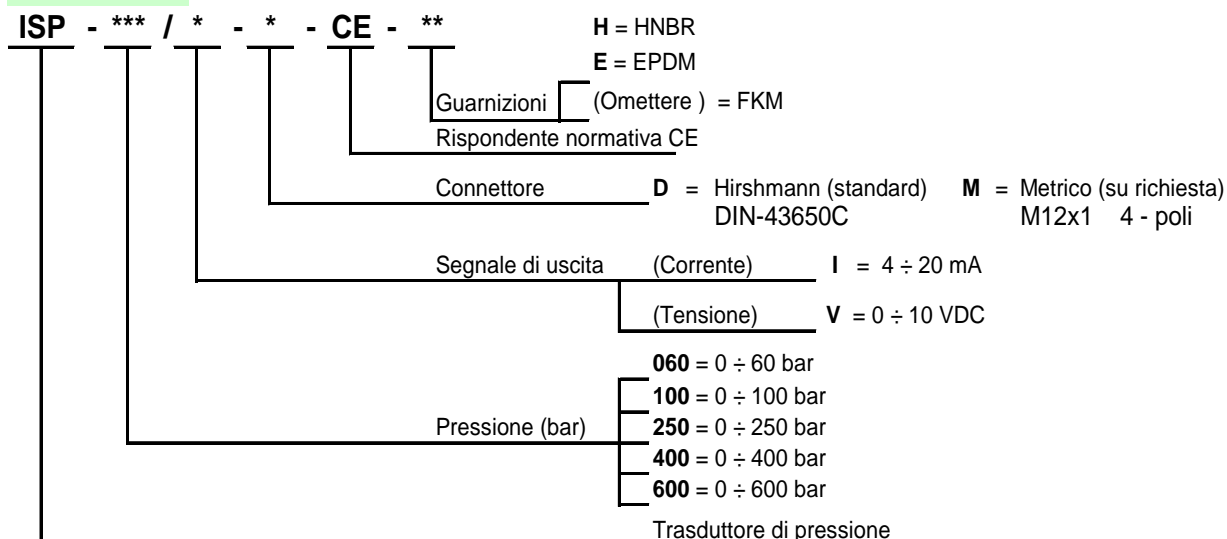 ISP - *** / * - * - CE - **
H = HNBR
E = EPDM
Guarnizioni (Omettere ) = FKM
Rispondente normativa CE
Connettore D = Hirshmann (standard) M = Metrico (su richiesta)
DIN-43650C M12x1 4 - poli
Segnale di uscita (Corrente) I = 4 ÷ 20 mA
(Tensione) V = 0 ÷ 10 VDC
060 = 0 ÷ 60 bar
100 = 0 ÷ 100 bar
Pressione (bar) 250 = 0 ÷ 250 bar
400 = 0 ÷ 400 bar
600 = 0 ÷ 600 bar
Trasduttore di pressione